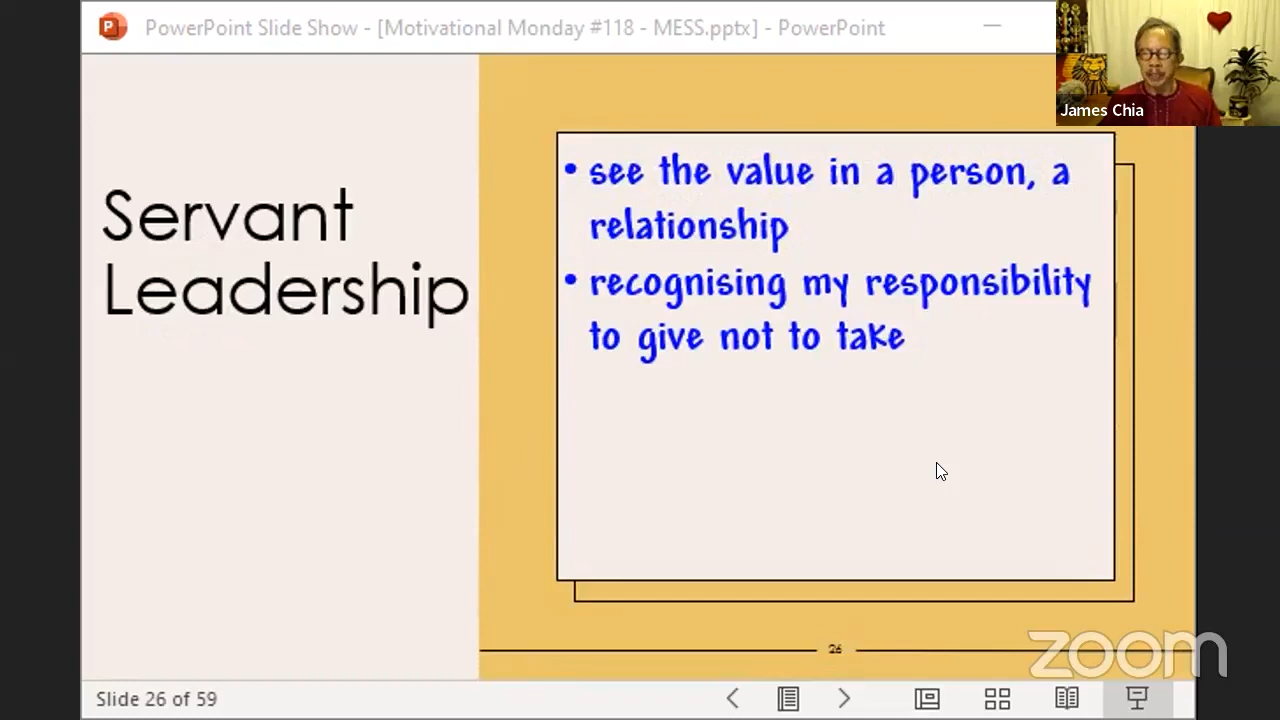 PowerPoint Slide Show - [Motivational Monday #118 - MESS.pptx] - PowerPoint
James Chia
Servant
Leadership
• see the value in a person, a
relationship
• recognising my responsibility
to give not to take
26
zoom
Slide 26 of 59